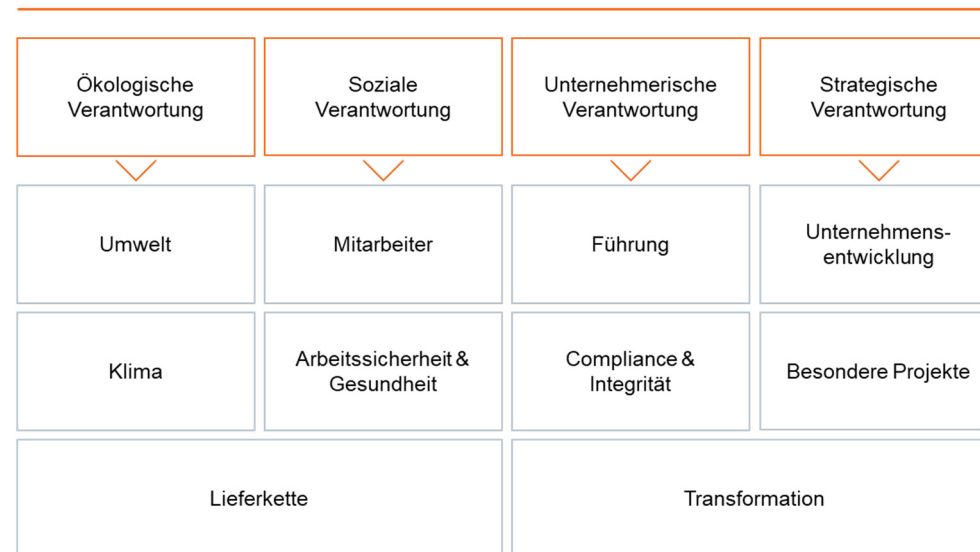 Ökologische
Verantwortung
Soziale
Verantwortung
Unternehmerische
Verantwortung
Strategische
Verantwortung
Umwelt
Mitarbeiter
Führung
Unternehmens-
entwicklung
Klima
Arbeitssicherheit &
Gesundheit
Compliance &
Integrität
Besondere Projekte
Lieferkette
Transformation